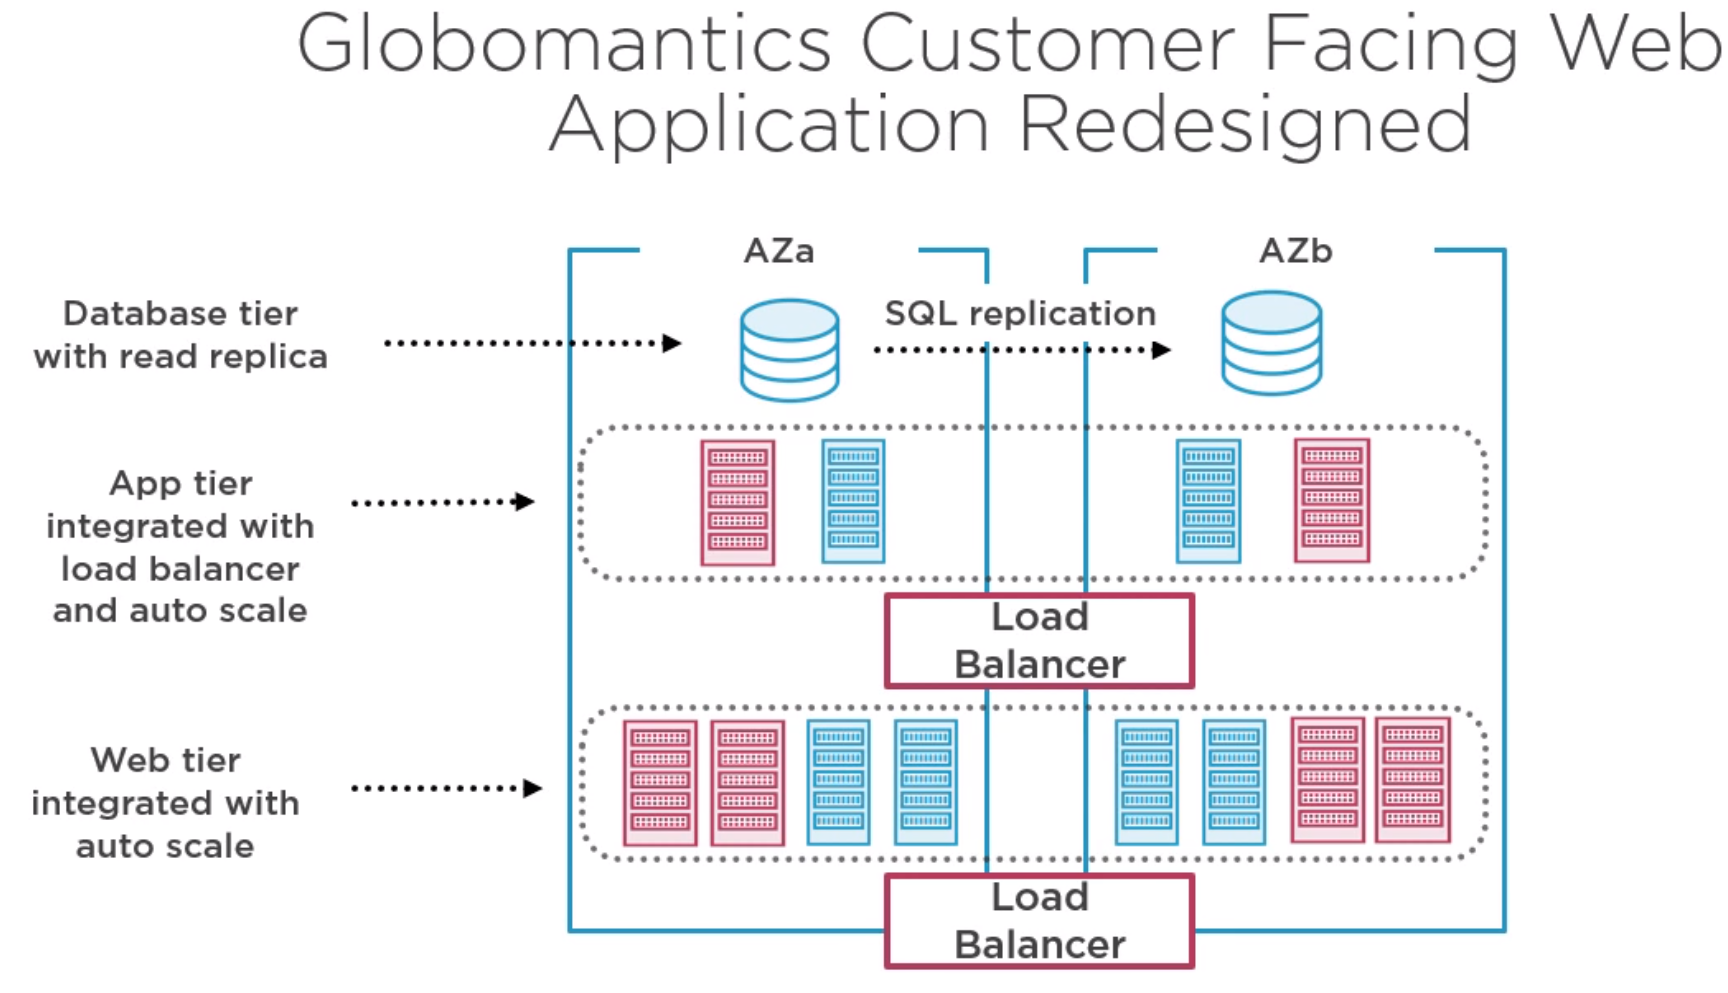 Globomantics Customer Facing Web
Application Redesigned
AZa
AZb
Database tier
with read replica
SQL replication
App tier
integrated with
load balancer
and auto scale
Load
Balancer
Web tier
integrated with
auto scale
Load
Balancer